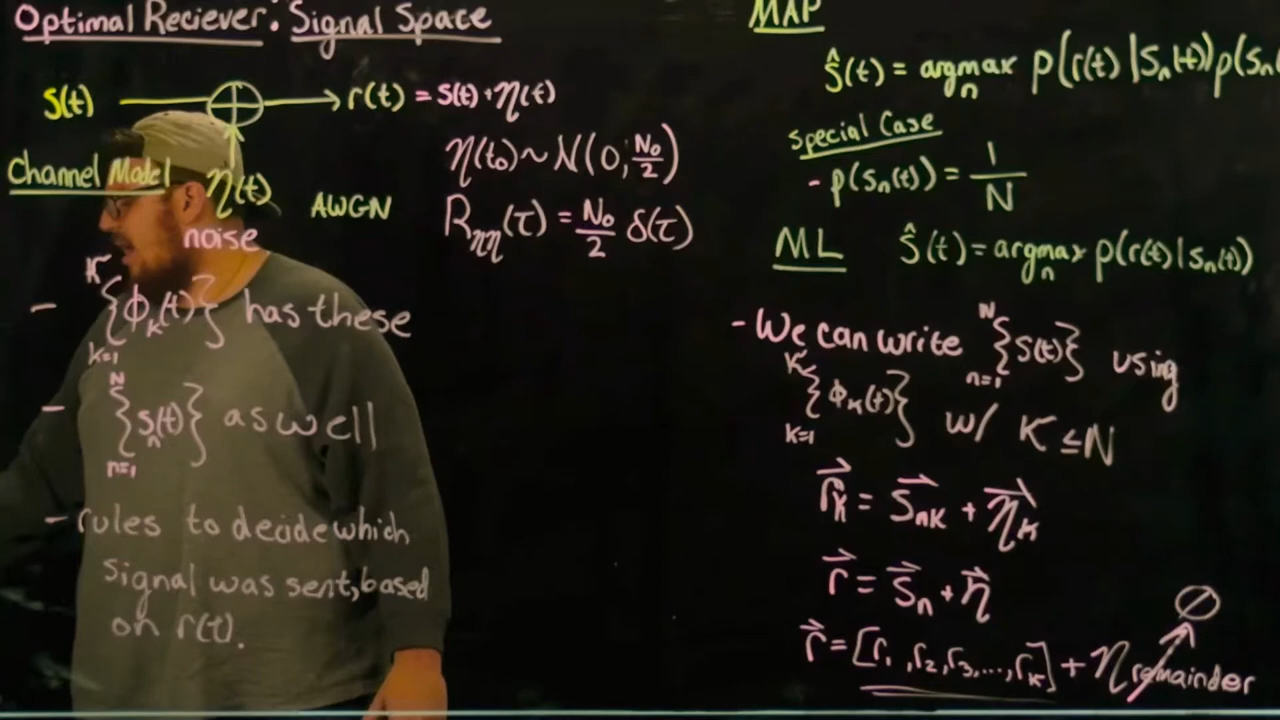 Optimal Reciever: Signal Space
S(t) r(t) = s(t)+η(t)
Channel Model
η(t)
noise
AWGN
η(t₀)~N(0,N₀/2)
Rηη(τ) = N₀/2 δ(τ)
- {ϕₖ(t)} K k=1 has these
- {sₙ(t)} N n=1 as well
- rules to decide which
signal was sent, based
on r(t).
MAP
ŝ(t) = argmax n p(r(t)|Sₙ(t))p(sₙ
special Case
- p(sₙ(t)) = 1/N
ML ŝ(t)=argmax n p(r(t)|sₙ(t))
- We can write {s(t)} N n=1 using
{ϕₖ(t)} K k=1 w/ K≤N
r⃗ₖ = s⃗ₙₖ + η⃗ₖ
r⃗ = s⃗ₙ + η⃗
r⃗ = [r₁,r₂,r₃,...,rₖ] + η remainder
∅